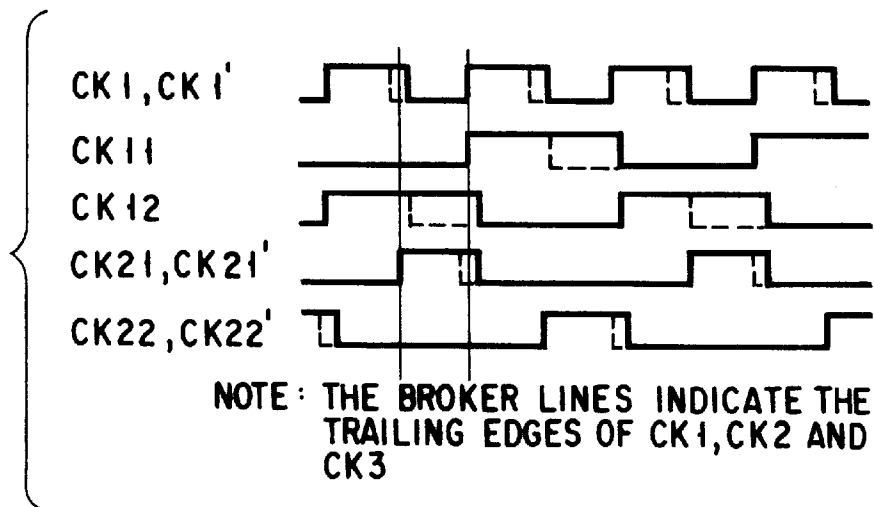 CK1, CK1'
CK11
CK12
CK21, CK21'
CK22, CK22'
NOTE: THE BROKER LINES INDICATE THE
TRAILING EDGES OF CK1, CK2 AND
CK3